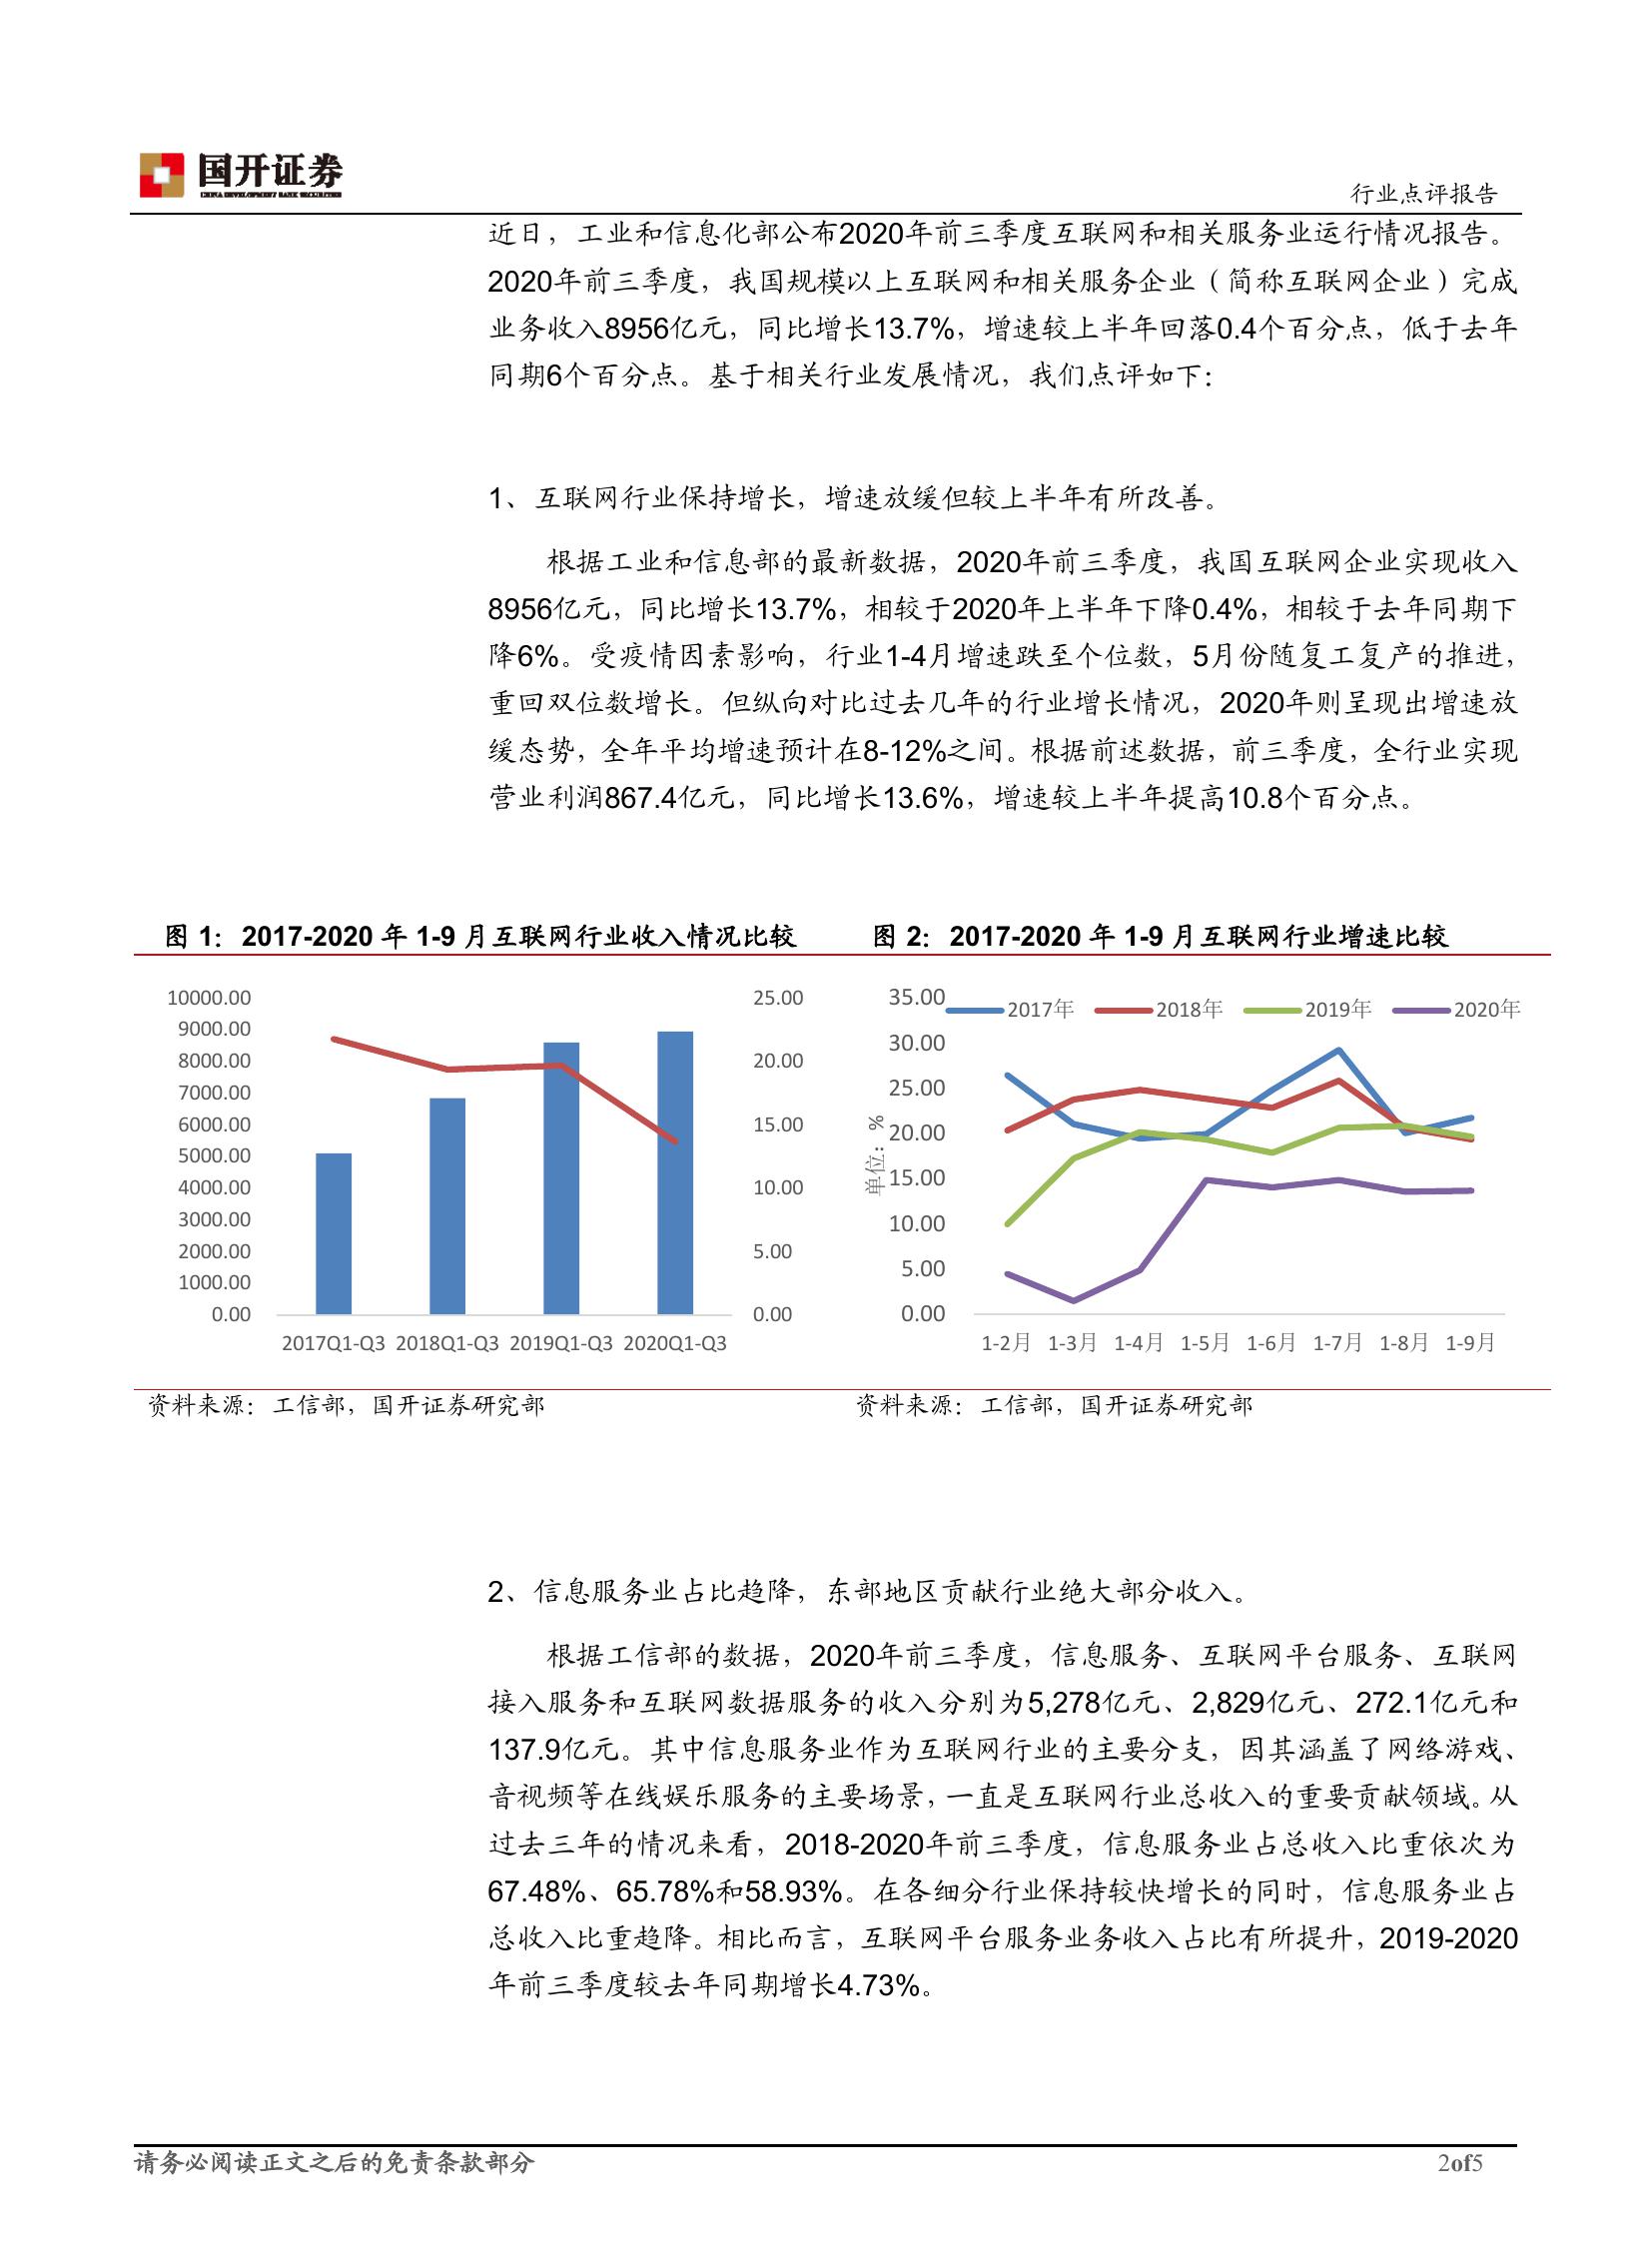 国开证券
CHINA DEVELOPMENT BANK SECURITIES
行业点评报告
近日，工业和信息化部公布2020年前三季度互联网和相关服务业运行情况报告。
2020年前三季度，我国规模以上互联网和相关服务企业（简称互联网企业）完成
业务收入8956亿元，同比增长13.7%，增速较上半年回落0.4个百分点，低于去年
同期6个百分点。基于相关行业发展情况，我们点评如下：
1、互联网行业保持增长，增速放缓但较上半年有所改善。
根据工业和信息部的最新数据，2020年前三季度，我国互联网企业实现收入
8956亿元，同比增长13.7%，相较于2020年上半年下降0.4%，相较于去年同期下
降6%。受疫情因素影响，行业1-4月增速跌至个位数，5月份随复工复产的推进，
重回双位数增长。但纵向对比过去几年的行业增长情况，2020年则呈现出增速放
缓态势，全年平均增速预计在8-12%之间。根据前述数据，前三季度，全行业实现
营业利润867.4亿元，同比增长13.6%，增速较上半年提高10.8个百分点。
图 1： 2017-2020 年 1-9 月互联网行业收入情况比较
10000.00
9000.00
8000.00
7000.00
6000.00
5000.00
4000.00
3000.00
2000.00
1000.00
0.00
25.00
20.00
15.00
10.00
5.00
0.00
2017Q1-Q3 2018Q1-Q3 2019Q1-Q3 2020Q1-Q3
资料来源：工信部，国开证券研究部
图 2： 2017-2020 年 1-9 月互联网行业增速比较
2017年 2018年 2019年 2020年
单位：%
35.00
30.00
25.00
20.00
15.00
10.00
5.00
0.00
1-2月 1-3月 1-4月 1-5月 1-6月 1-7月 1-8月 1-9月
资料来源：工信部，国开证券研究部
2、信息服务业占比趋降，东部地区贡献行业绝大部分收入。
根据工信部的数据，2020年前三季度，信息服务、互联网平台服务、互联网
接入服务和互联网数据服务的收入分别为5,278亿元、2,829亿元、272.1亿元和
137.9亿元。其中信息服务业作为互联网行业的主要分支，因其涵盖了网络游戏、
音视频等在线娱乐服务的主要场景，一直是互联网行业总收入的重要贡献领域。从
过去三年的情况来看，2018-2020年前三季度，信息服务业占总收入比重依次为
67.48%、65.78%和58.93%。在各细分行业保持较快增长的同时，信息服务业占
总收入比重趋降。相比而言，互联网平台服务业务收入占比有所提升，2019-2020
年前三季度较去年同期增长4.73%。
请务必阅读正文之后的免责条款部分
2of5